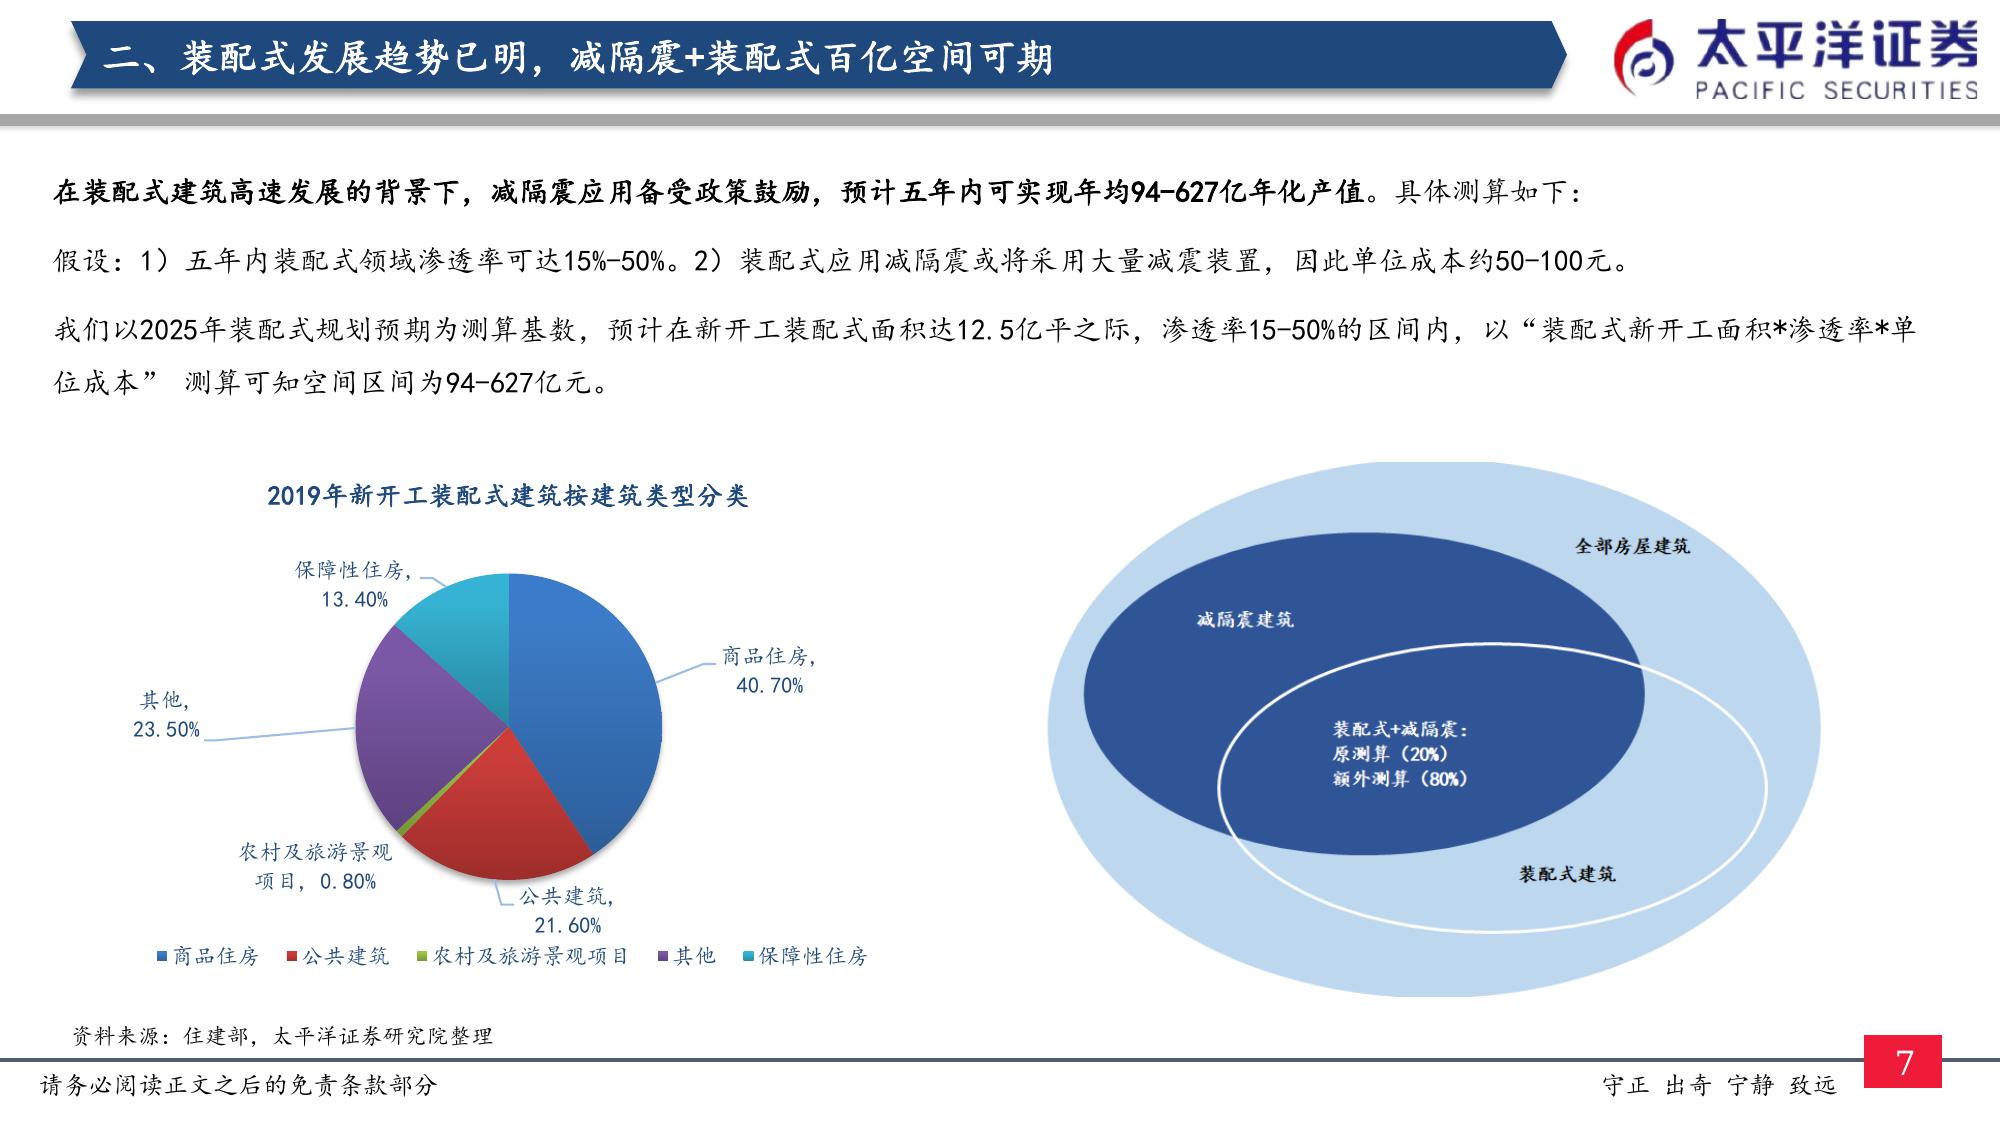 二、装配式发展趋势已明，减隔震+装配式百亿空间可期
太平洋证券
PACIFIC SECURITIES
在装配式建筑高速发展的背景下，减隔震应用备受政策鼓励，预计五年内可实现年均94-627亿年化产值。具体测算如下：
假设：1）五年内装配式领域渗透率可达15%-50%。2）装配式应用减隔震或将采用大量减震装置，因此单位成本约50-100元。
我们以2025年装配式规划预期为测算基数，预计在新开工装配式面积达12.5亿平之际，渗透率15-50%的区间内，以“装配式新开工面积*渗透率*单
位成本” 测算可知空间区间为94-627亿元。
2019年新开工装配式建筑按建筑类型分类
保障性住房,
13.40%
商品住房,
40.70%
其他,
23.50%
农村及旅游景观
项目, 0.80%
公共建筑,
21.60%
商品住房 公共建筑 农村及旅游景观项目 其他 保障性住房
全部房屋建筑
减隔震建筑
装配式+减隔震：
原测算（20%）
额外测算（80%）
装配式建筑
资料来源：住建部，太平洋证券研究院整理
请务必阅读正文之后的免责条款部分
守正 出奇 宁静 致远
7